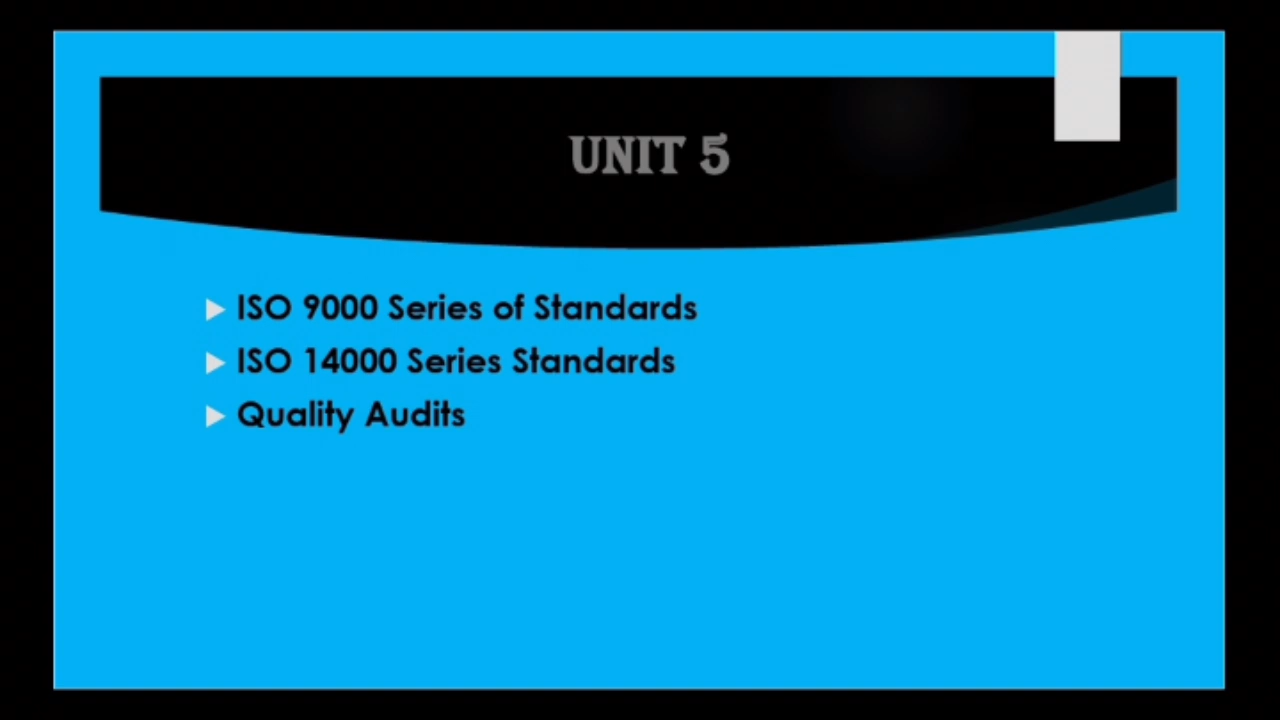 UNIT 5
ISO 9000 Series of Standards
ISO 14000 Series Standards
Quality Audits